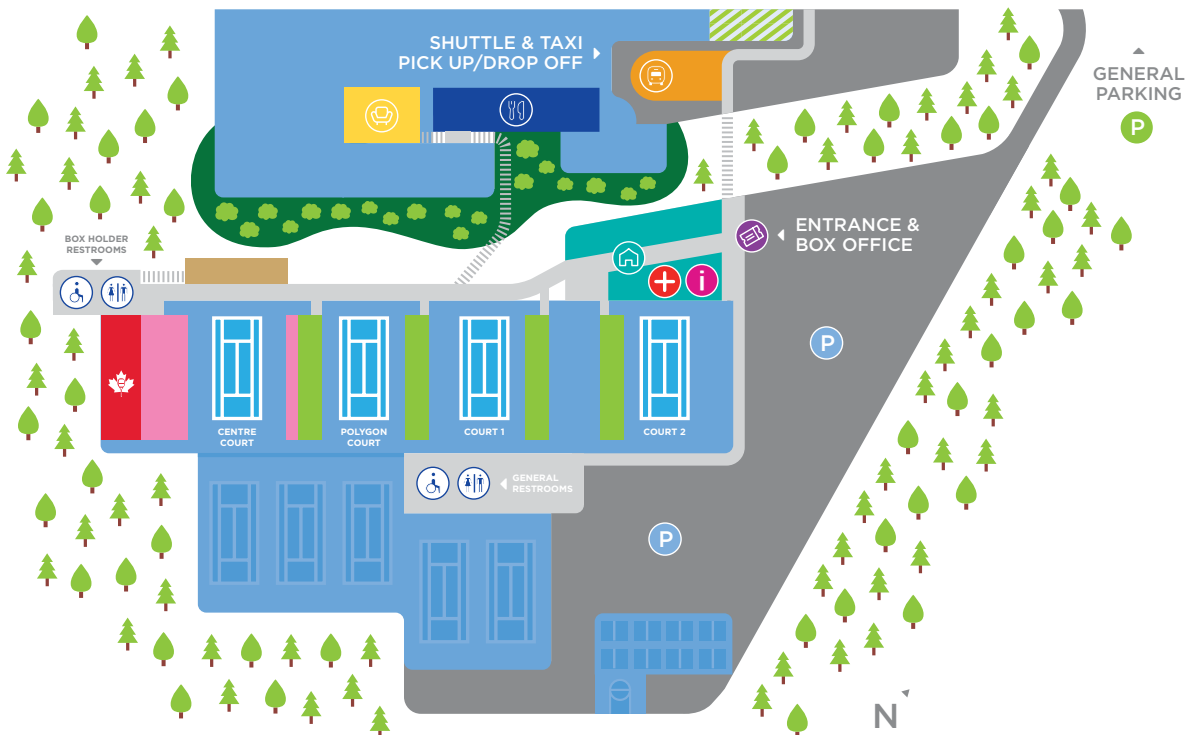 SHUTTLE & TAXI
PICK UP/DROP OFF
GENERAL
PARKING
P
ENTRANCE &
BOX OFFICE
BOX HOLDER
RESTROOMS
i
P
CENTRE
COURT
POLYGON
COURT
COURT 1
COURT 2
GENERAL
RESTROOMS
P
N